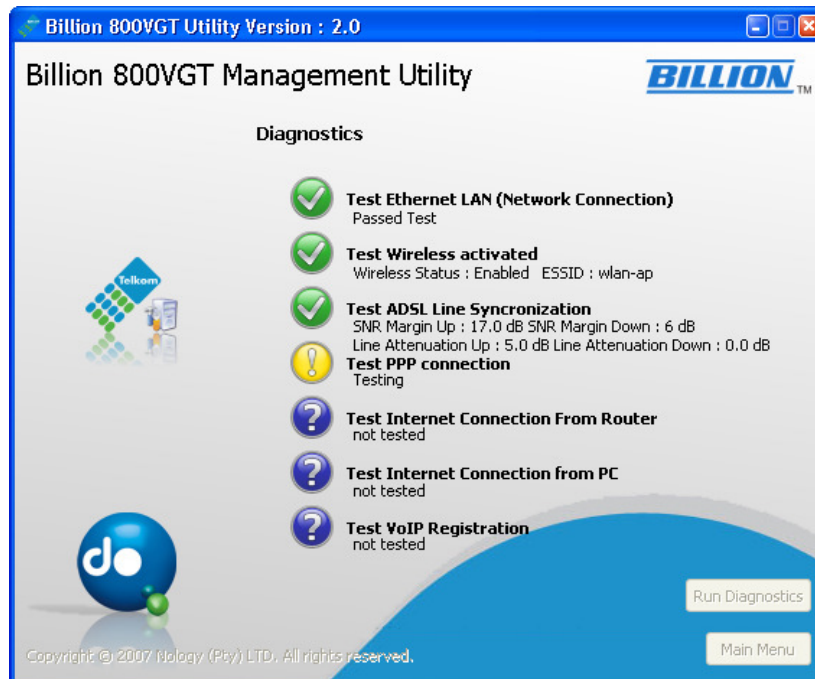 Billion 800VGT Utility Version : 2.0
Billion 800VGT Management Utility
BILLION TM
Diagnostics
Test Ethernet LAN (Network Connection)
Passed Test
Test Wireless activated
Wireless Status : Enabled ESSID : wlan-ap
Test ADSL Line Syncronization
SNR Margin Up : 17.0 dB SNR Margin Down : 6 dB
Line Attenuation Up : 5.0 dB Line Attenuation Down : 0.0 dB
Test PPP connection
Testing
Telkom
Test Internet Connection From Router
not tested
Test Internet Connection from PC
not tested
Test VoIP Registration
not tested
do
Run Diagnostics
Main Menu
Copyright © 2007 Nology (Pty) LTD. All rights reserved.